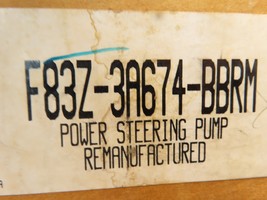 F83Z-3A674-BBRM
POWER STEERING PUMP
REMANUFACTURED